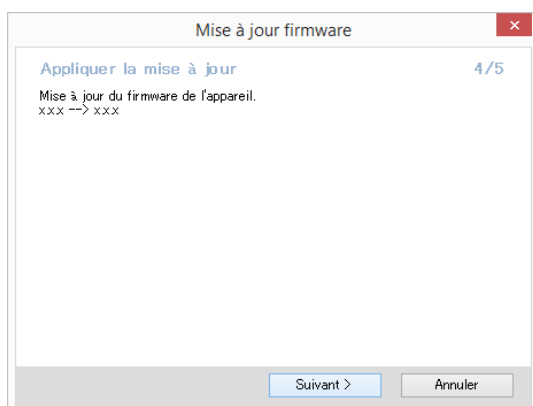 Mise à jour firmware
Appliquer la mise à jour 4/5
Mise à jour du firmware de l'appareil.
xxx --> xxx
Suivant > Annuler